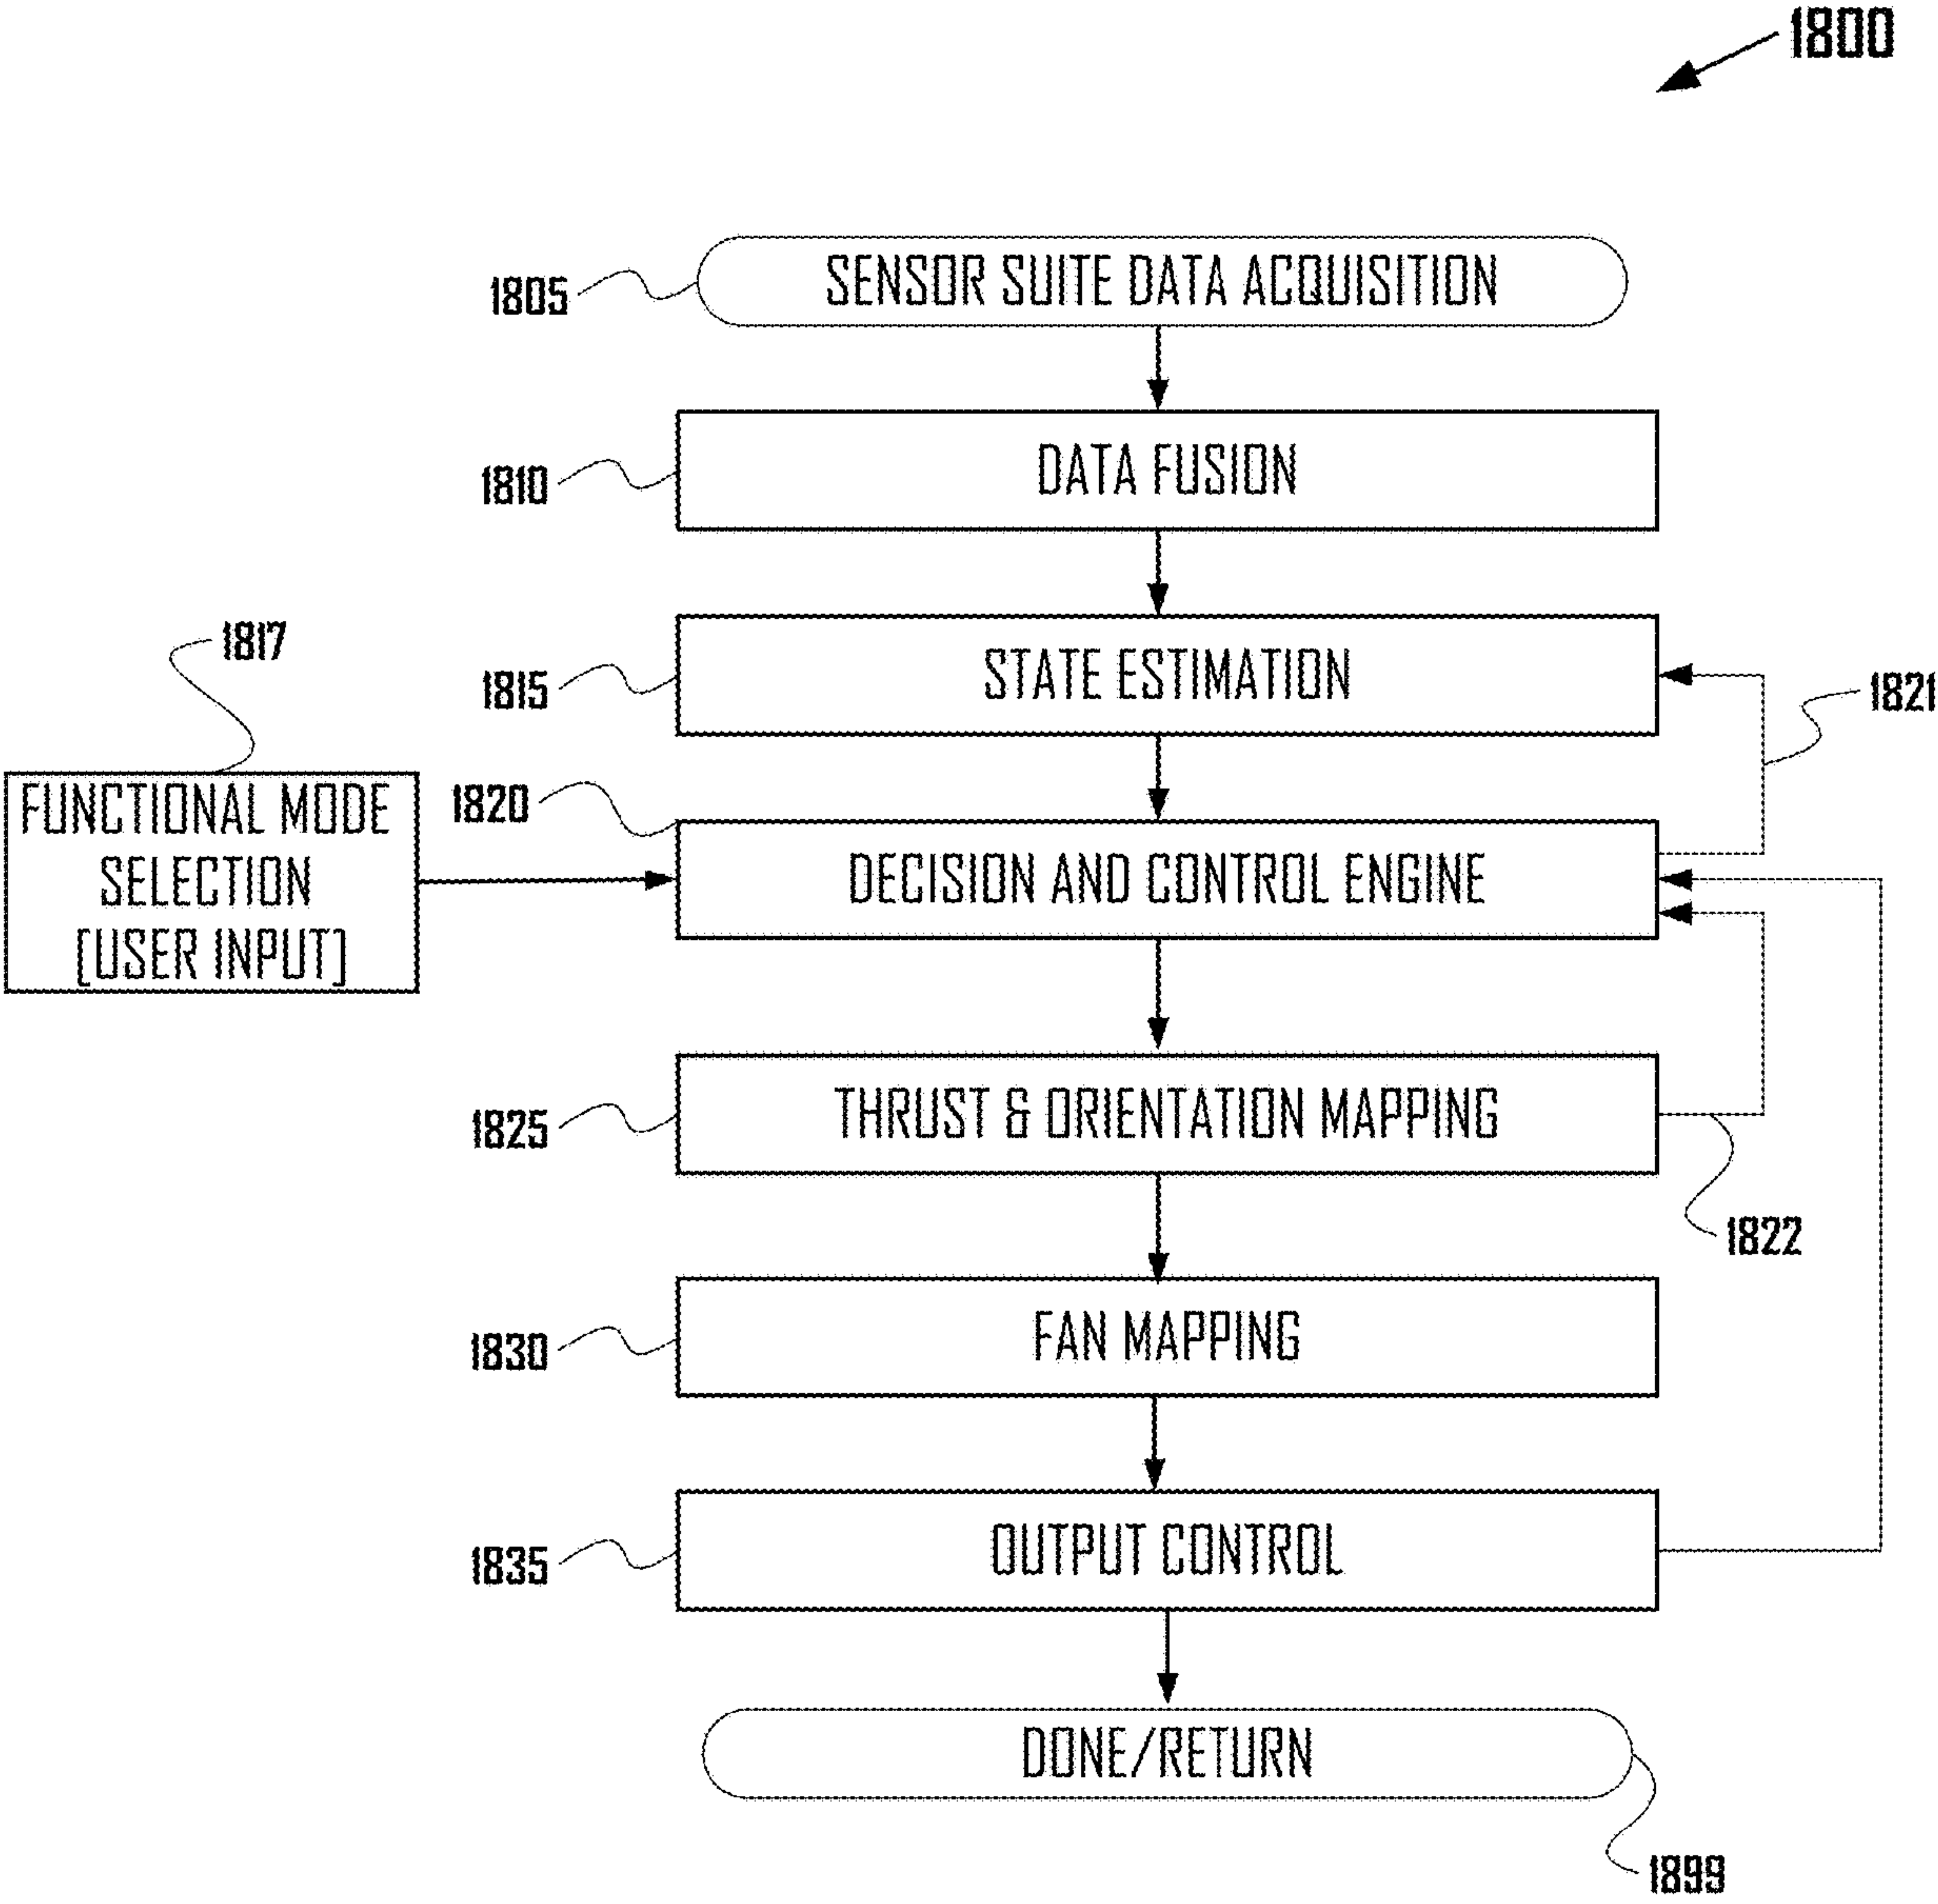 1800
SENSOR SUITE DATA ACQUISITION
1805
DATA FUSION
1810
1817
STATE ESTIMATION
1815
1821
FUNCTIONAL MODE
SELECTION
[USER INPUT]
1820
DECISION AND CONTROL ENGINE
THRUST & ORIENTATION MAPPING
1825
1822
FAN MAPPING
1830
OUTPUT CONTROL
1835
DONE/RETURN
1899